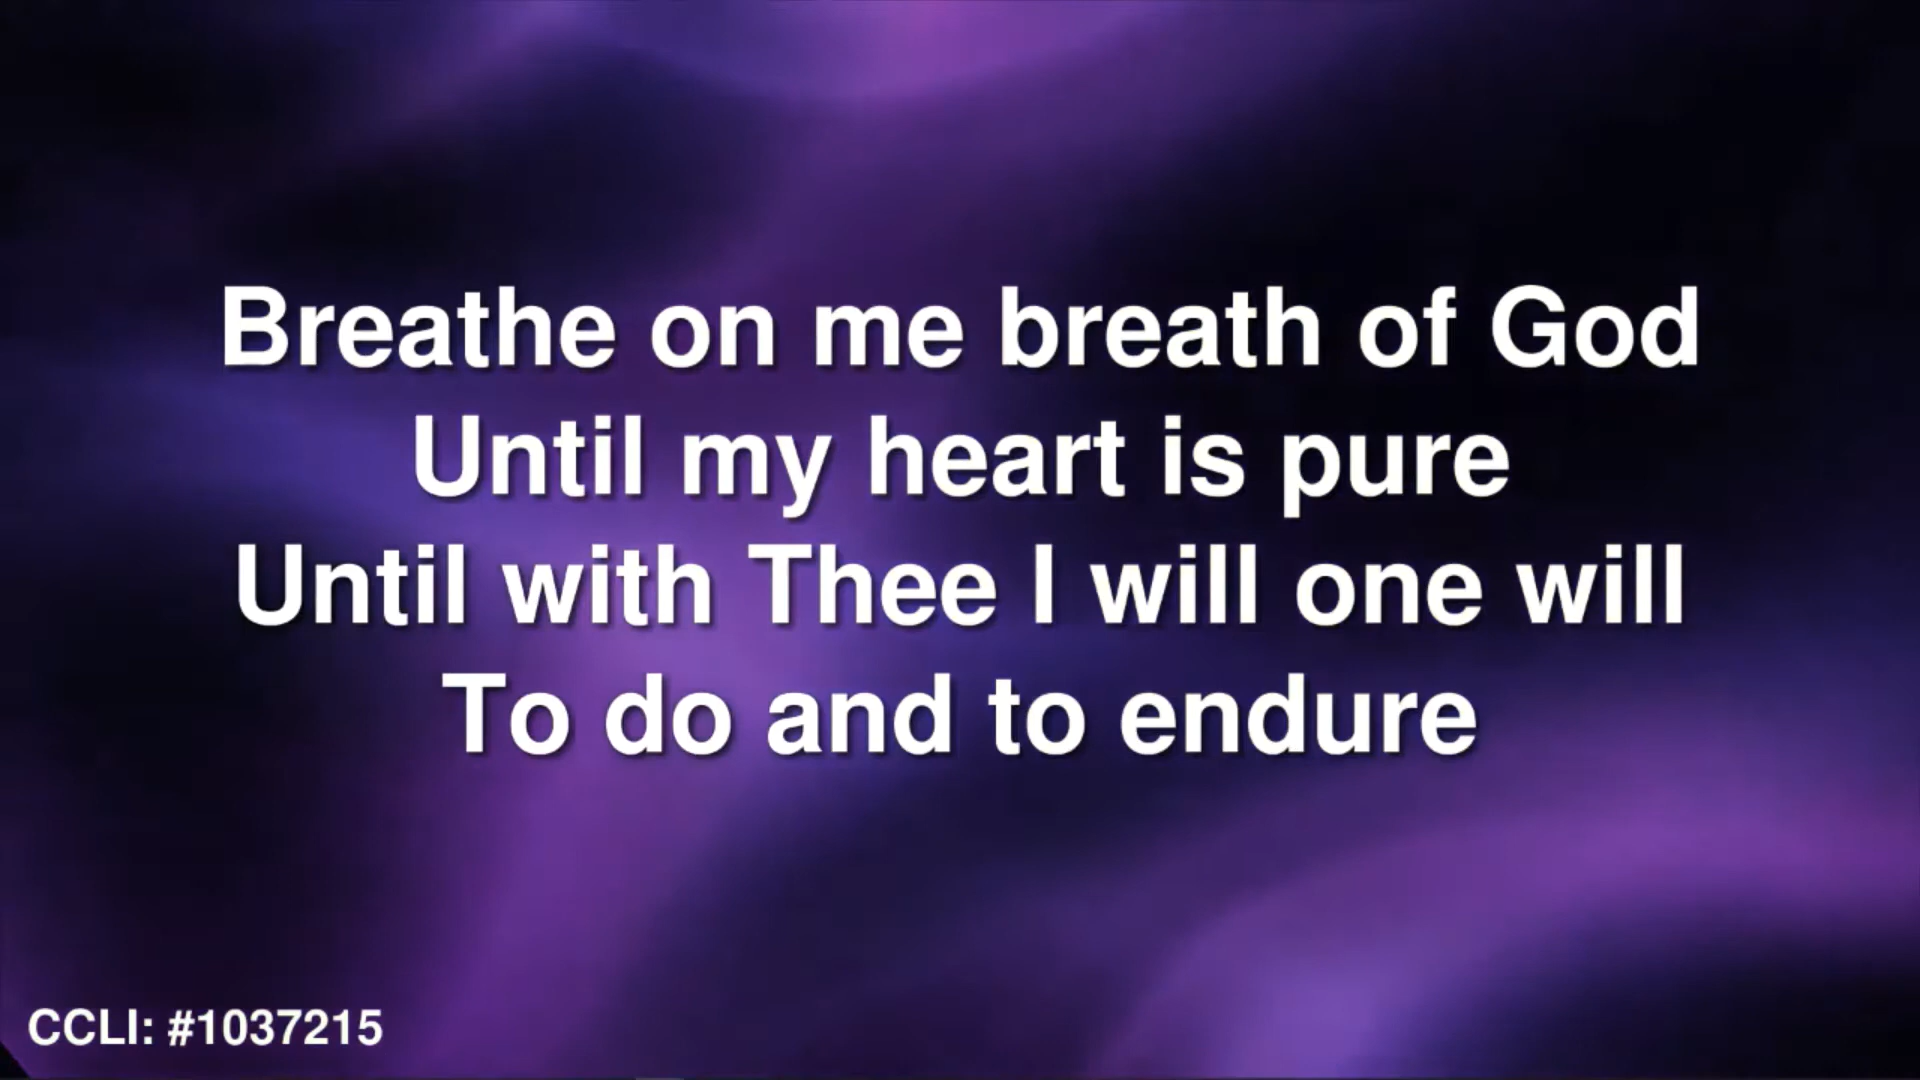 Breathe on me breath of God
Until my heart is pure
Until with Thee I will one will
To do and to endure
CCLI: #1037215